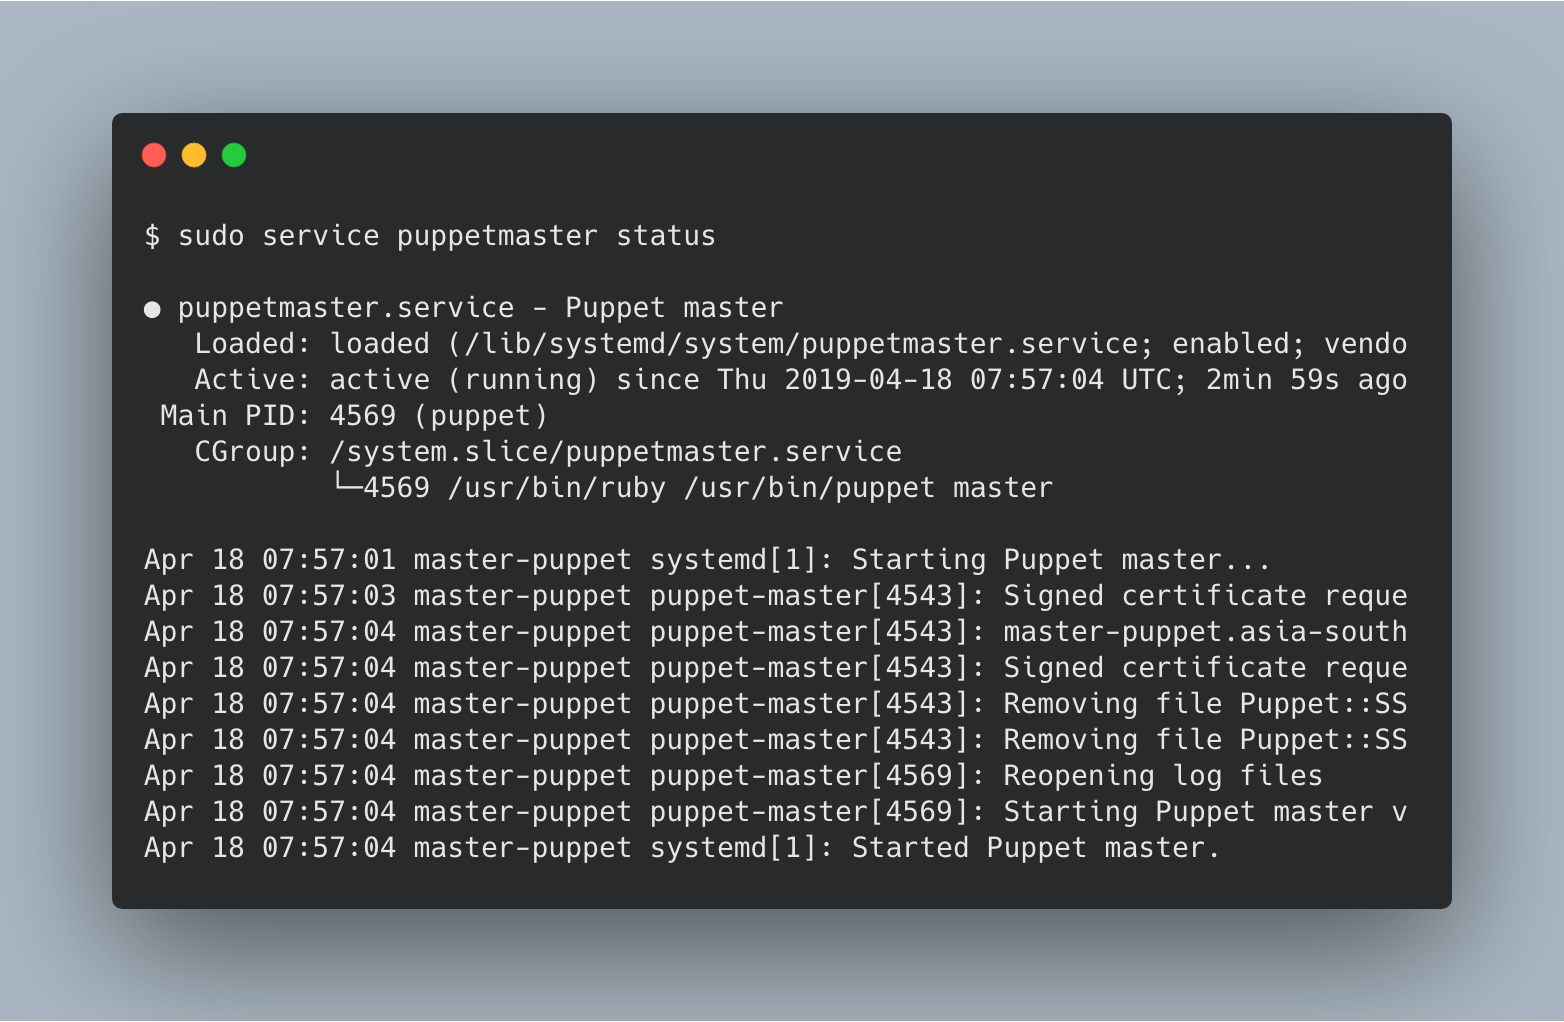 $ sudo service puppetmaster status
● puppetmaster.service - Puppet master
Loaded: loaded (/lib/systemd/system/puppetmaster.service; enabled; vendo
Active: active (running) since Thu 2019-04-18 07:57:04 UTC; 2min 59s ago
Main PID: 4569 (puppet)
CGroup: /system.slice/puppetmaster.service
└─4569 /usr/bin/ruby /usr/bin/puppet master
Apr 18 07:57:01 master-puppet systemd[1]: Starting Puppet master...
Apr 18 07:57:03 master-puppet puppet-master[4543]: Signed certificate reque
Apr 18 07:57:04 master-puppet puppet-master[4543]: master-puppet.asia-south
Apr 18 07:57:04 master-puppet puppet-master[4543]: Signed certificate reque
Apr 18 07:57:04 master-puppet puppet-master[4543]: Removing file Puppet::SS
Apr 18 07:57:04 master-puppet puppet-master[4543]: Removing file Puppet::SS
Apr 18 07:57:04 master-puppet puppet-master[4569]: Reopening log files
Apr 18 07:57:04 master-puppet puppet-master[4569]: Starting Puppet master v
Apr 18 07:57:04 master-puppet systemd[1]: Started Puppet master.